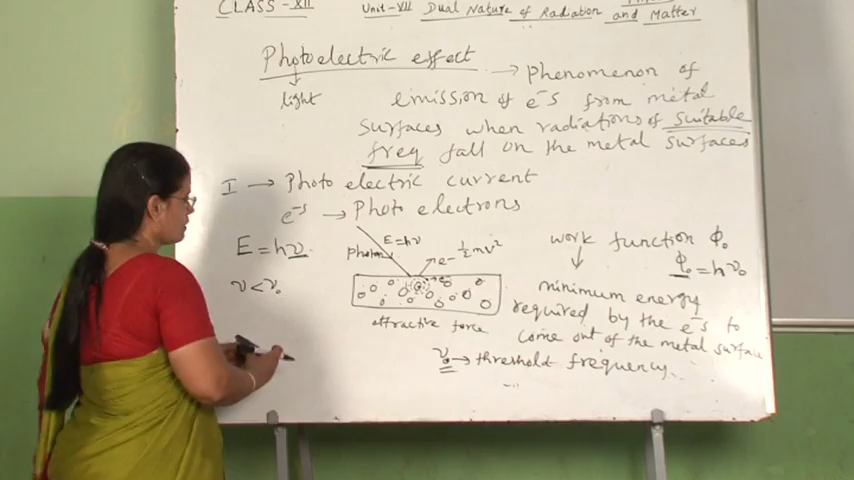 CLASS-XII
Unit-VII Dual Nature of Radiation and Matter
Photoelectric effect → Phenomenon of
light
emission of e⁻s from metal
surfaces when radiations of suitable
freq fall on the metal surfaces
I → Photo electric current
e⁻s → Photo electrons
E = hν
photon
E=hν
e⁻ ½mv²
ν < ν₀
attractive force
work function ϕ₀
ϕ₀ = hν₀
minimum energy
required by the e⁻s to
come out of the metal surface
ν₀ → threshold frequency